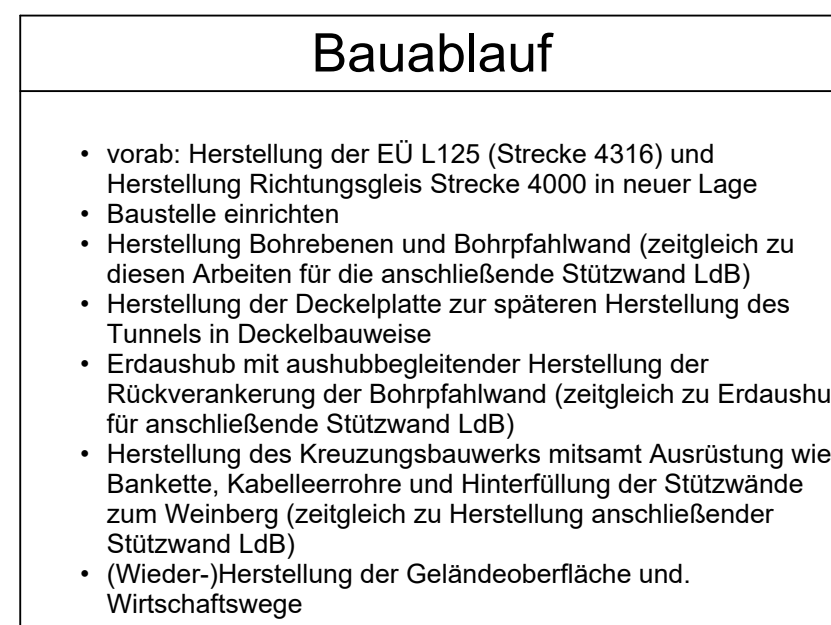 Bauablauf
• vorab: Herstellung der EÜ L125 (Strecke 4316) und
Herstellung Richtungsgleis Strecke 4000 in neuer Lage
• Baustelle einrichten
• Herstellung Bohrebenen und Bohrpfahlwand (zeitgleich zu
diesen Arbeiten für die anschließende Stützwand LdB)
• Herstellung der Deckelplatte zur späteren Herstellung des
Tunnels in Deckelbauweise
• Erdaushub mit aushubbegleitender Herstellung der
Rückverankerung der Bohrpfahlwand (zeitgleich zu Erdaushu
für anschließende Stützwand LdB)
• Herstellung des Kreuzungsbauwerks mitsamt Ausrüstung wie
Bankette, Kabelleerrohre und Hinterfüllung der Stützwände
zum Weinberg (zeitgleich zu Herstellung anschließender
Stützwand LdB)
• (Wieder-)Herstellung der Geländeoberfläche und.
Wirtschaftswege